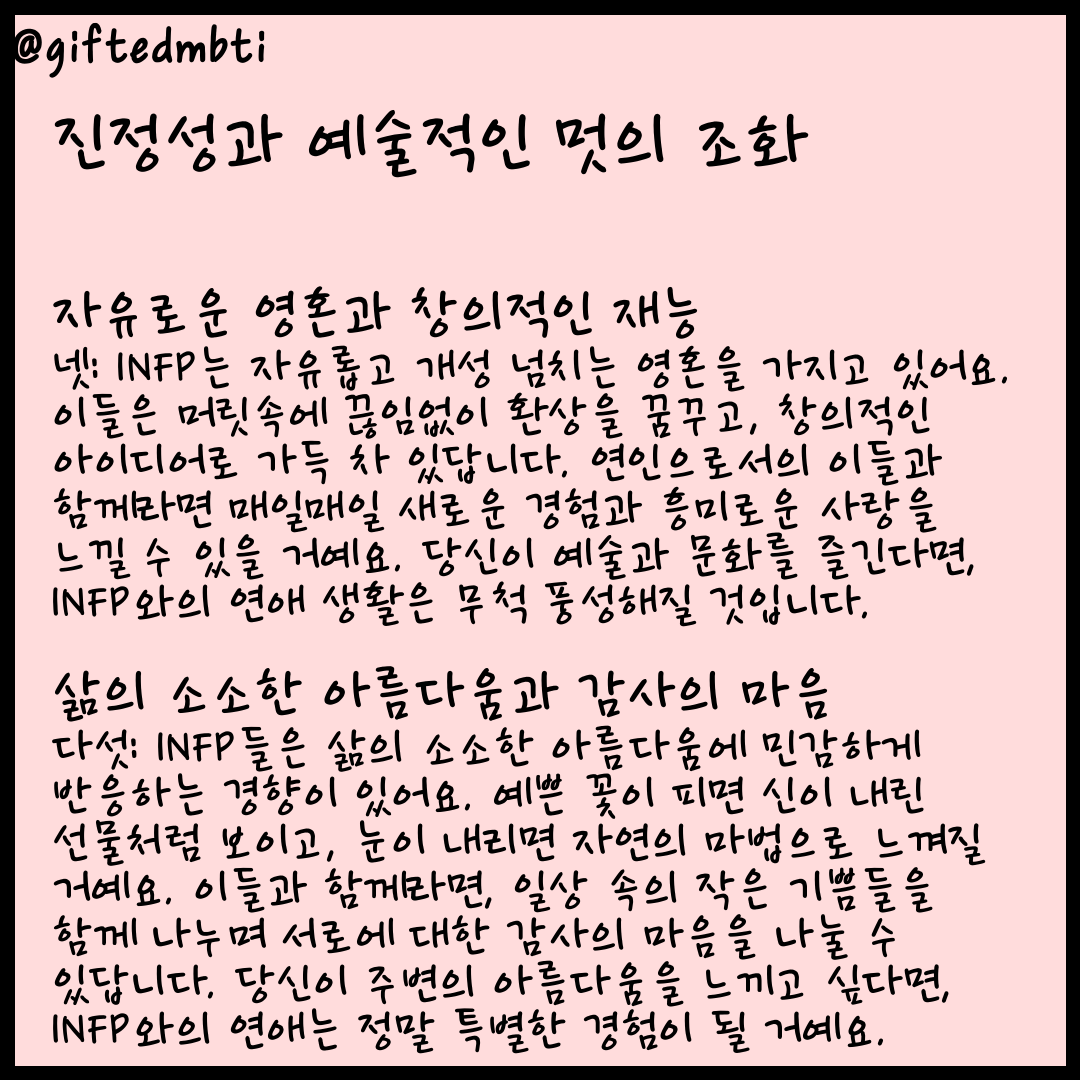 @giftedmbti
진정성과 예술적인 멋의 조화
자유로운 영혼과 창의적인 재능
넷: INFP는 자유롭고 개성 넘치는 영혼을 가지고 있어요.
이들은 머릿속에 끊임없이 환상을 꿈꾸고, 창의적인
아이디어로 가득 차 있답니다. 연인으로서의 이들과
함께라면 매일매일 새로운 경험과 흥미로운 사랑을
느낄 수 있을 거예요. 당신이 예술과 문화를 즐긴다면,
INFP와의 연애 생활은 무척 풍성해질 것입니다.
삶의 소소한 아름다움과 감사의 마음
다섯: INFP들은 삶의 소소한 아름다움에 민감하게
반응하는 경향이 있어요. 예쁜 꽃이 피면 신이 내린
선물처럼 보이고, 눈이 내리면 자연의 마법으로 느껴질
거예요. 이들과 함께라면, 일상 속의 작은 기쁨들을
함께 나누며 서로에 대한 감사의 마음을 나눌 수
있답니다. 당신이 주변의 아름다움을 느끼고 싶다면,
INFP와의 연애는 정말 특별한 경험이 될 거예요.